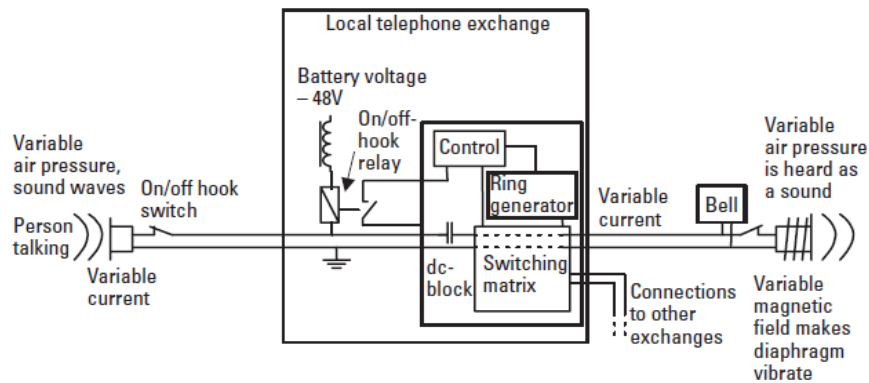 Local telephone exchange
Battery voltage
– 48V
On/off-
hook
relay
Control
Ring
generator
Variable
air pressure,
sound waves
On/off hook
switch
Person
talking
Variable
current
dc-
block
Switching
matrix
Variable
current
Bell
Variable
air pressure
is heard as
a sound
Connections
to other
exchanges
Variable
magnetic
field makes
diaphragm
vibrate